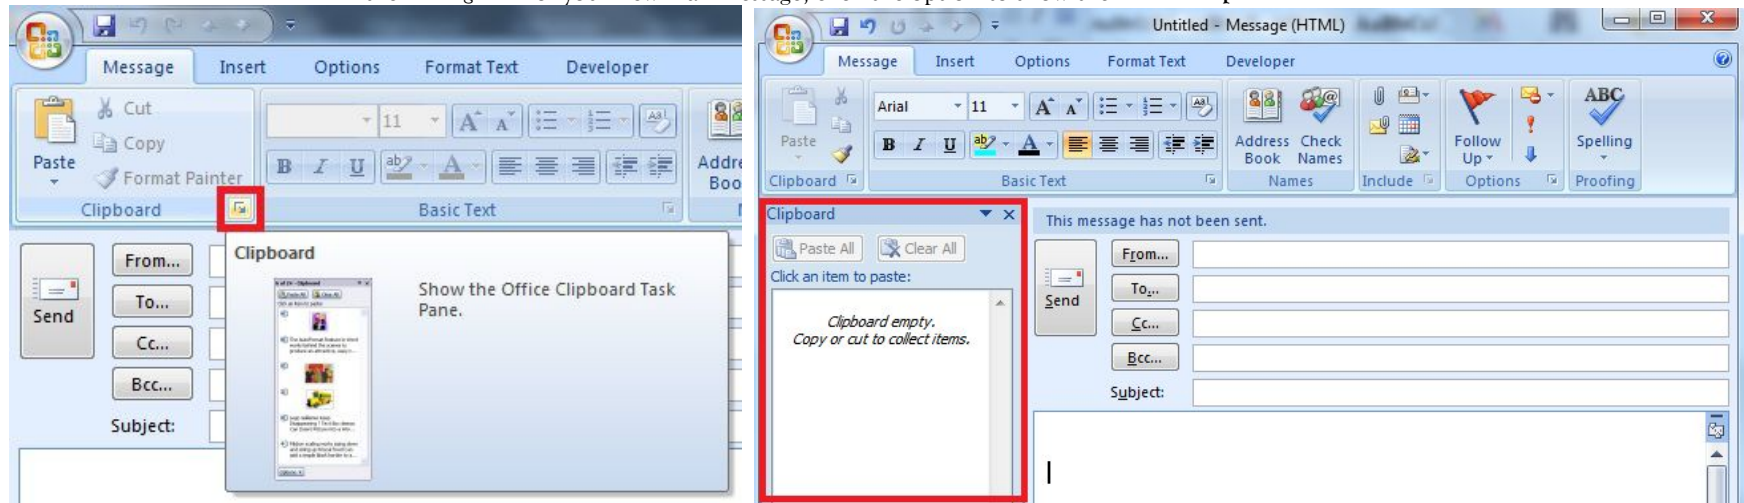 Message Insert Options Format Text Developer
Cut
Copy
Format Painter
Paste
11
B I U
Clipboard
Basic Text
Clipboard
Show the Office Clipboard Task
Pane.
From...
To...
Cc...
Bcc...
Subject:
Send
Untitled - Message (HTML)
Message Insert Options Format Text Developer
Paste
Arial 11
B I U
Address Book
Check Names
Follow Up
ABC
Spelling
Clipboard Basic Text Names Include Options Proofing
Clipboard
Paste All Clear All
Click an item to paste:
Clipboard empty.
Copy or cut to collect items.
This message has not been sent.
From...
To...
Cc...
Bcc...
Subject:
Send